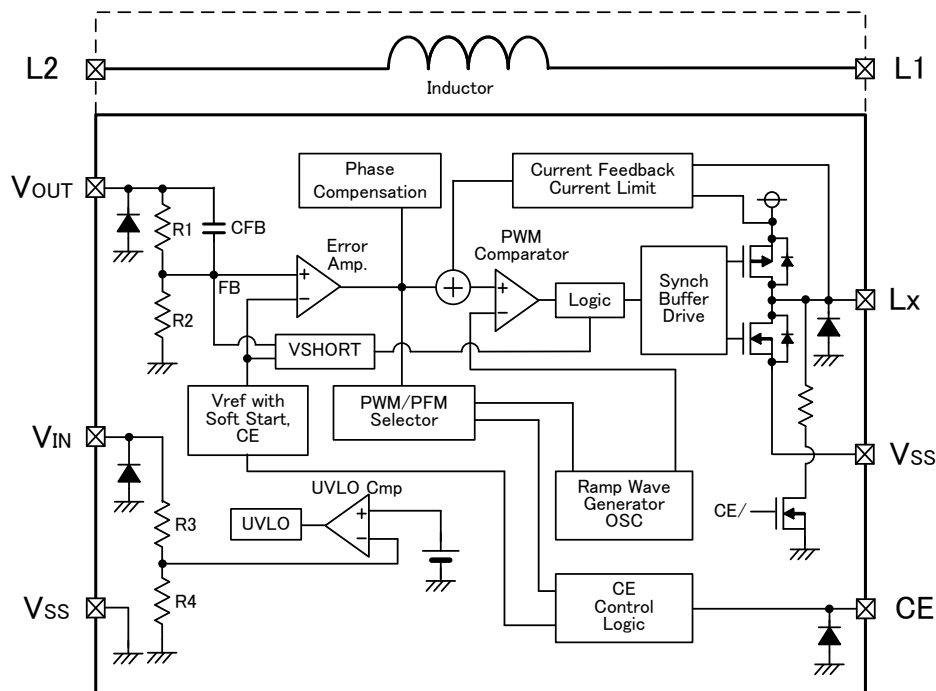 L2
L1
Inductor
VOUT
Phase
Compensation
Current Feedback
Current Limit
R1
CFB
Error
Amp.
PWM
Comparator
FB
Logic
Synch
Buffer
Drive
Lx
R2
VSHORT
Vref with
Soft Start,
CE
PWM/PFM
Selector
VIN
VSS
UVLO Cmp
Ramp Wave
Generator
OSC
R3
UVLO
CE/
R4
CE
Control
Logic
VSS
CE
+
−
+
+
−
+
−